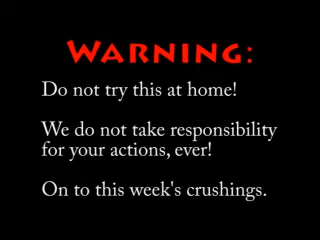 WARNING:
Do not try this at home!
We do not take responsibility
for your actions, ever!
On to this week's crushings.